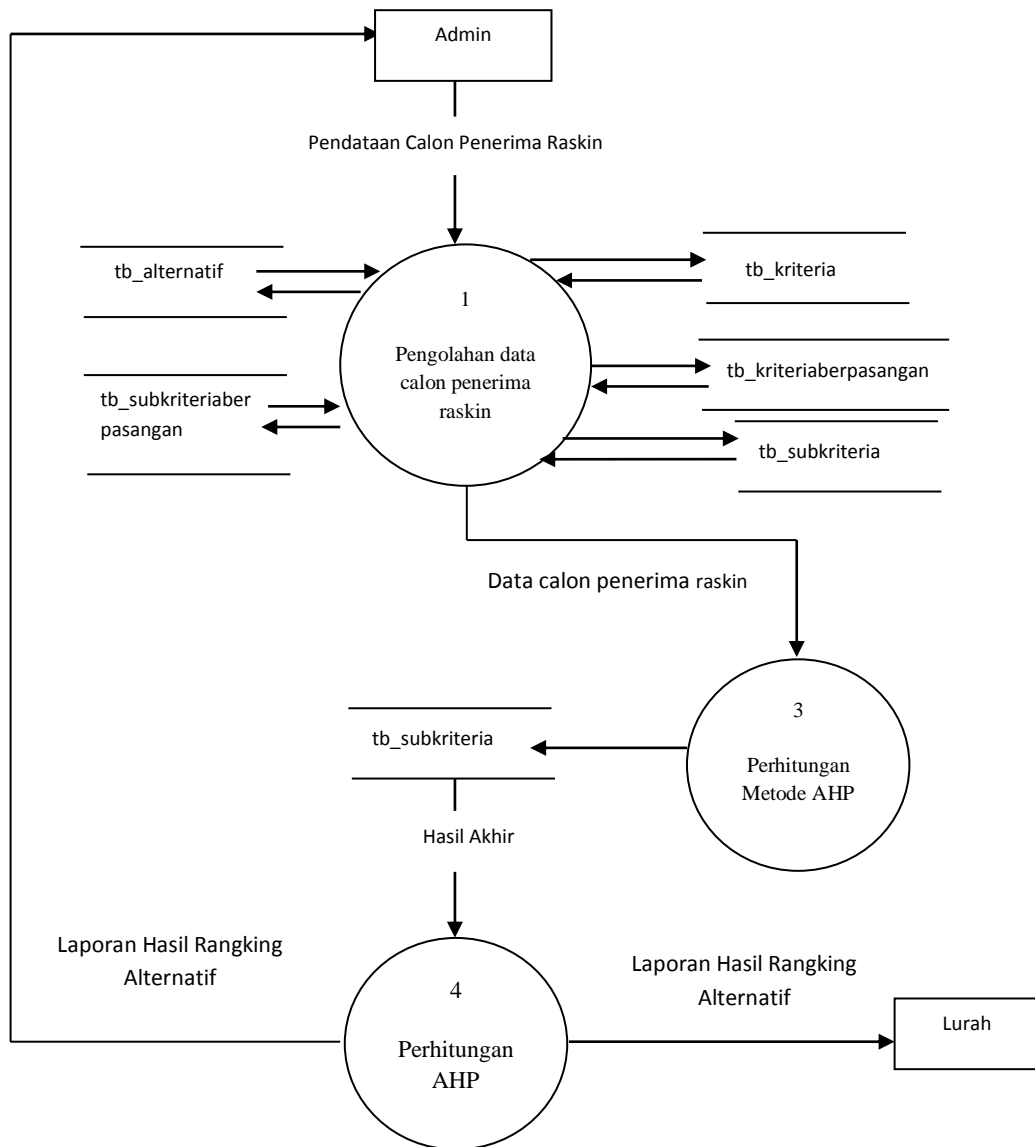 Admin
Pendataan Calon Penerima Raskin
tb_alternatif
tb_kriteria
1
Pengolahan data
calon penerima
raskin
tb_kriteriaberpasangan
tb_subkriteriaber
pasangan
tb_subkriteria
Data calon penerima raskin
3
Perhitungan
Metode AHP
tb_subkriteria
Hasil Akhir
Laporan Hasil Rangking
Alternatif
4
Perhitungan
AHP
Laporan Hasil Rangking
Alternatif
Lurah